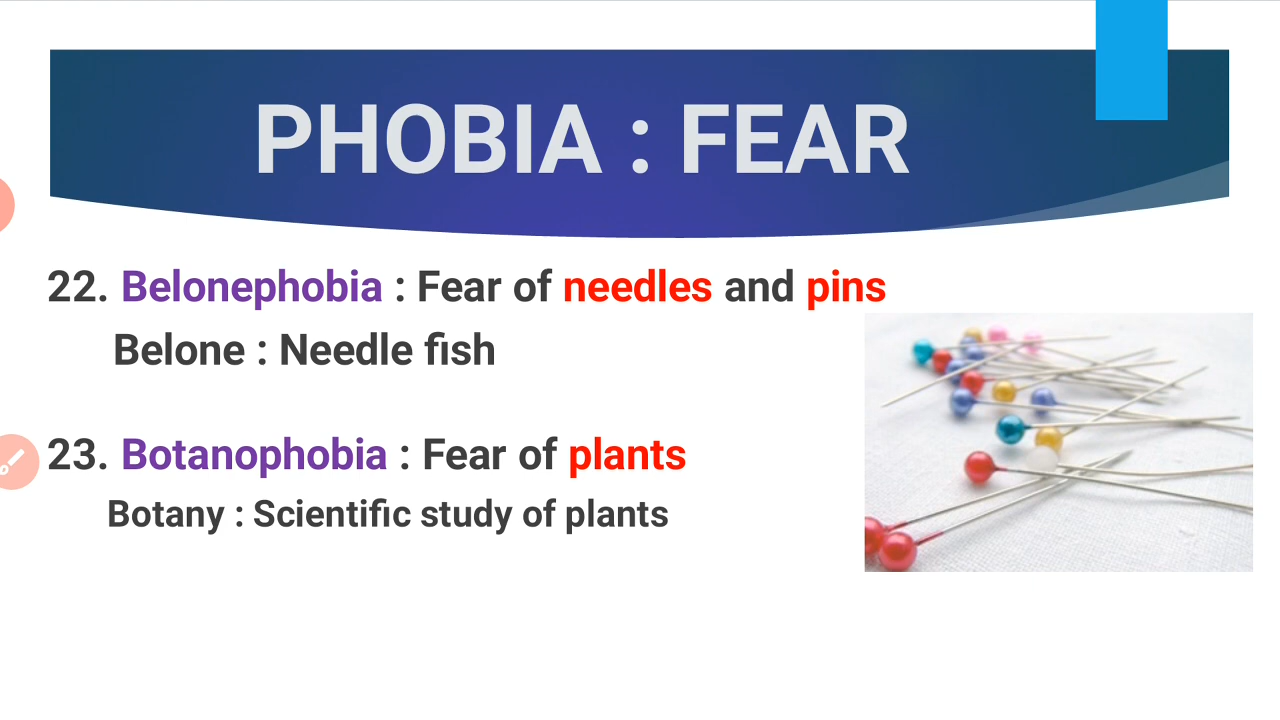 PHOBIA : FEAR
22. Belonephobia : Fear of needles and pins
Belone : Needle fish
23. Botanophobia : Fear of plants
Botany : Scientific study of plants